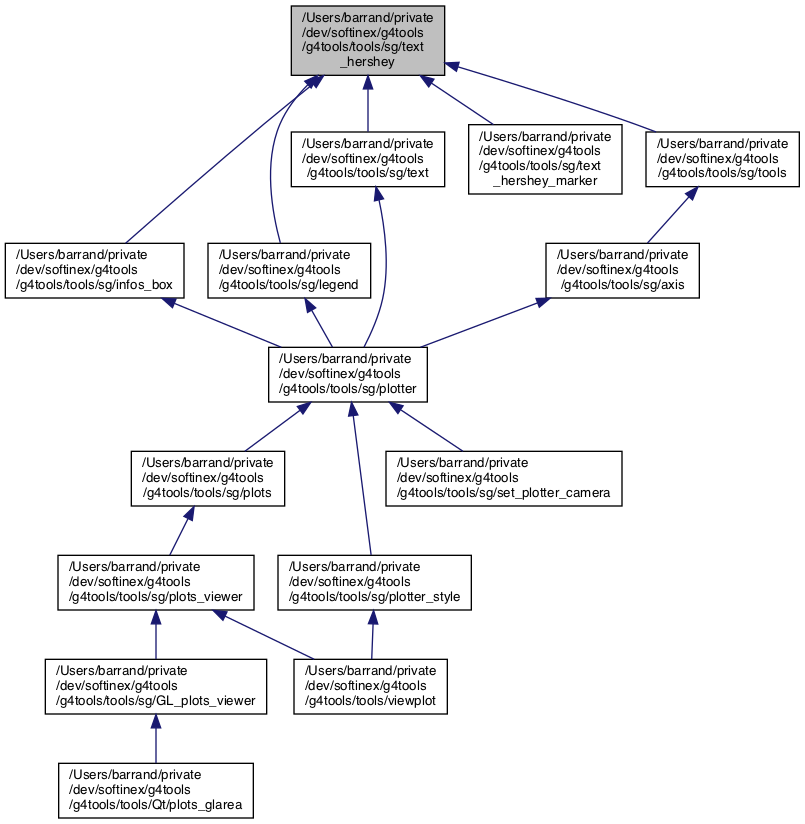 /Users/barrand/private
/dev/softinex/g4tools
/g4tools/tools/sg/text
_hershey
/Users/barrand/private
/dev/softinex/g4tools
/g4tools/tools/sg/text
/Users/barrand/private
/dev/softinex/g4tools
/g4tools/tools/sg/text
_hershey_marker
/Users/barrand/private
/dev/softinex/g4tools
/g4tools/tools/sg/tools
/Users/barrand/private
/dev/softinex/g4tools
/g4tools/tools/sg/infos_box
/Users/barrand/private
/dev/softinex/g4tools
/g4tools/tools/sg/legend
/Users/barrand/private
/dev/softinex/g4tools
/g4tools/tools/sg/axis
/Users/barrand/private
/dev/softinex/g4tools
/g4tools/tools/sg/plotter
/Users/barrand/private
/dev/softinex/g4tools
/g4tools/tools/sg/plots
/Users/barrand/private
/dev/softinex/g4tools
/g4tools/tools/sg/set_plotter_camera
/Users/barrand/private
/dev/softinex/g4tools
/g4tools/tools/sg/plots_viewer
/Users/barrand/private
/dev/softinex/g4tools
/g4tools/tools/sg/plotter_style
/Users/barrand/private
/dev/softinex/g4tools
/g4tools/tools/sg/GL_plots_viewer
/Users/barrand/private
/dev/softinex/g4tools
/g4tools/tools/viewplot
/Users/barrand/private
/dev/softinex/g4tools
/g4tools/tools/Qt/plots_glarea